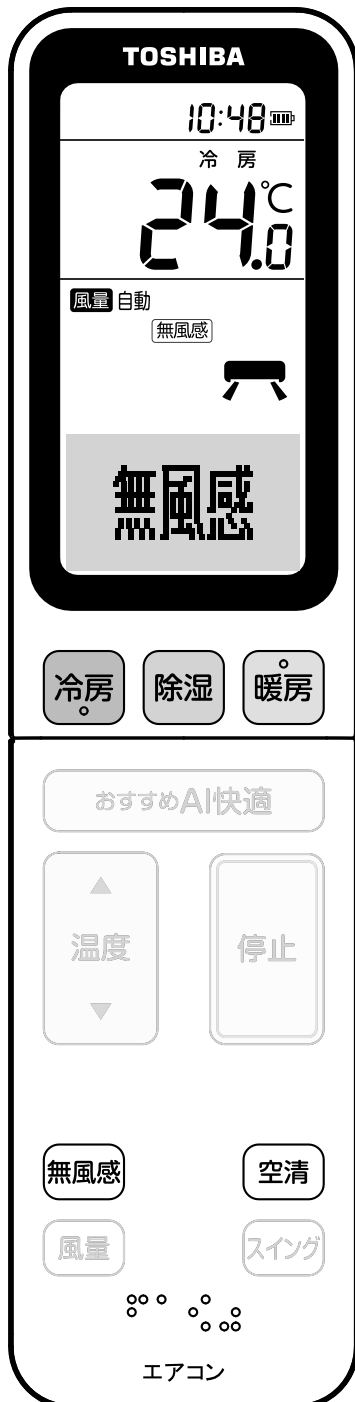 TOSHIBA
10:48
冷房
24.0℃
風量 自動
無風感
無風感
冷房 除湿 暖房
おすすめAI快適
温度 停止
無風感 空清
風量 スイング
エアコン